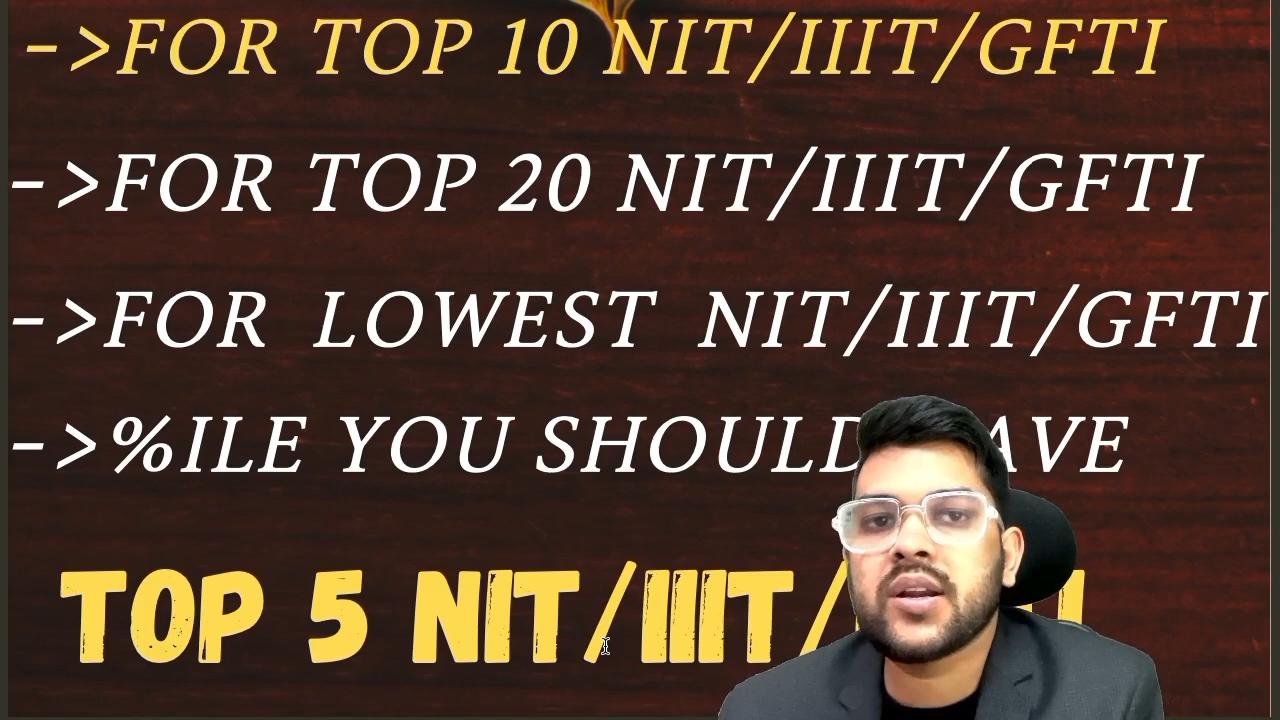 ->FOR TOP 10 NIT/IIIT/GFTI
->FOR TOP 20 NIT/IIIT/GFTI
->FOR LOWEST NIT/IIIT/GFTI
->%ILE YOU SHOULD
TOP 5 NIT/IIIT/